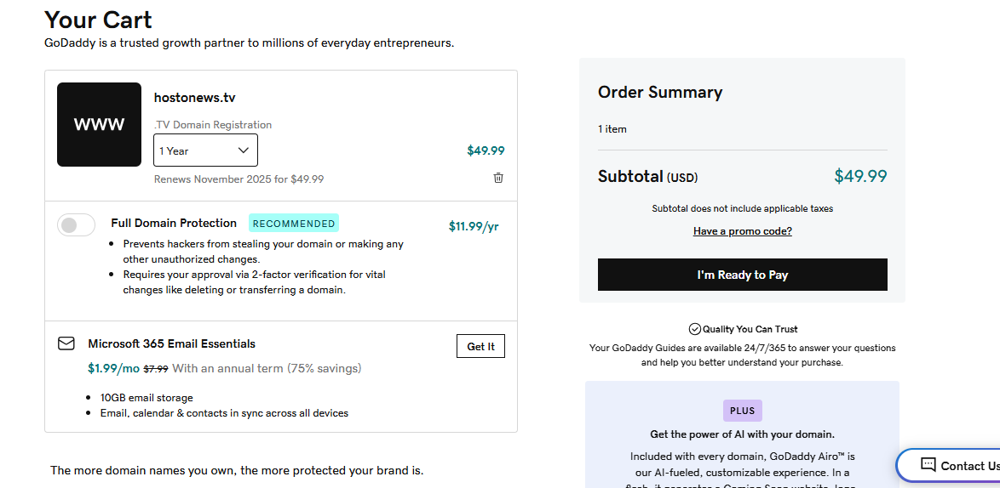 Your Cart
GoDaddy is a trusted growth partner to millions of everyday entrepreneurs.
www
hostonews.tv
.TV Domain Registration
1 Year
$49.99
Renews November 2025 for $49.99
Full Domain Protection
RECOMMENDED
$11.99/yr
• Prevents hackers from stealing your domain or making any
other unauthorized changes.
• Requires your approval via 2-factor verification for vital
changes like deleting or transferring a domain.
Microsoft 365 Email Essentials
Get It
$1.99/mo $7.99 With an annual term (75% savings)
• 10GB email storage
• Email, calendar & contacts in sync across all devices
The more domain names you own, the more protected your brand is.
Order Summary
1 item
Subtotal (USD)
$49.99
Subtotal does not include applicable taxes
Have a promo code?
I'm Ready to Pay
Quality You Can Trust
Your GoDaddy Guides are available 24/7/365 to answer your questions
and help you better understand your purchase.
PLUS
Get the power of AI with your domain.
Included with every domain, GoDaddy Airo™ is
our AI-fueled, customizable experience. In a
Contact Us